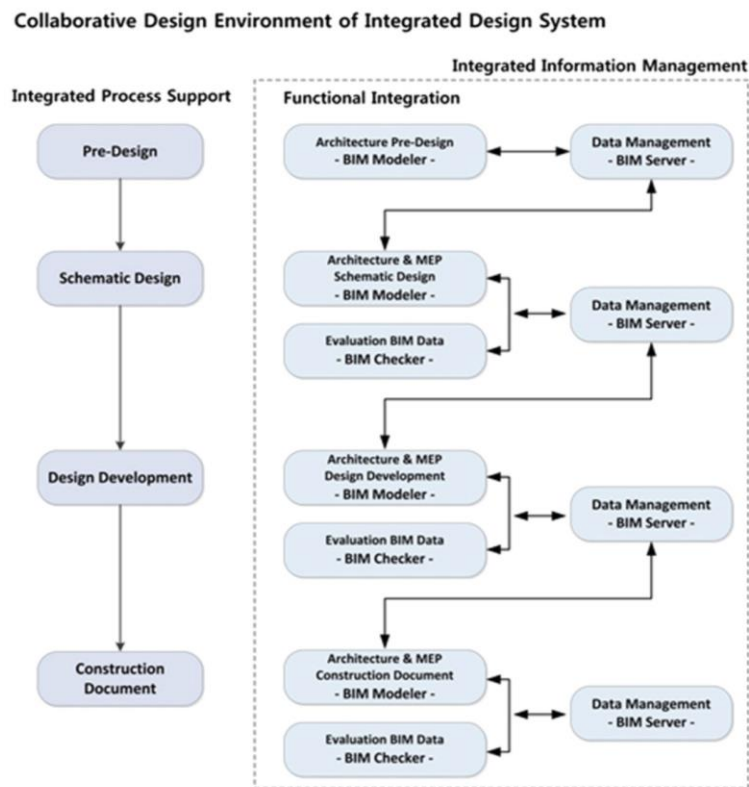 Collaborative Design Environment of Integrated Design System
Integrated Information Management
Integrated Process Support
Functional Integration
Pre-Design
Architecture Pre-Design
- BIM Modeler -
Data Management
- BIM Server -
Schematic Design
Architecture & MEP
Schematic Design
- BIM Modeler -
Evaluation BIM Data
- BIM Checker -
Data Management
- BIM Server -
Design Development
Architecture & MEP
Design Development
- BIM Modeler -
Evaluation BIM Data
- BIM Checker -
Data Management
- BIM Server -
Construction
Document
Architecture & MEP
Construction Document
- BIM Modeler -
Evaluation BIM Data
- BIM Checker -
Data Management
- BIM Server -